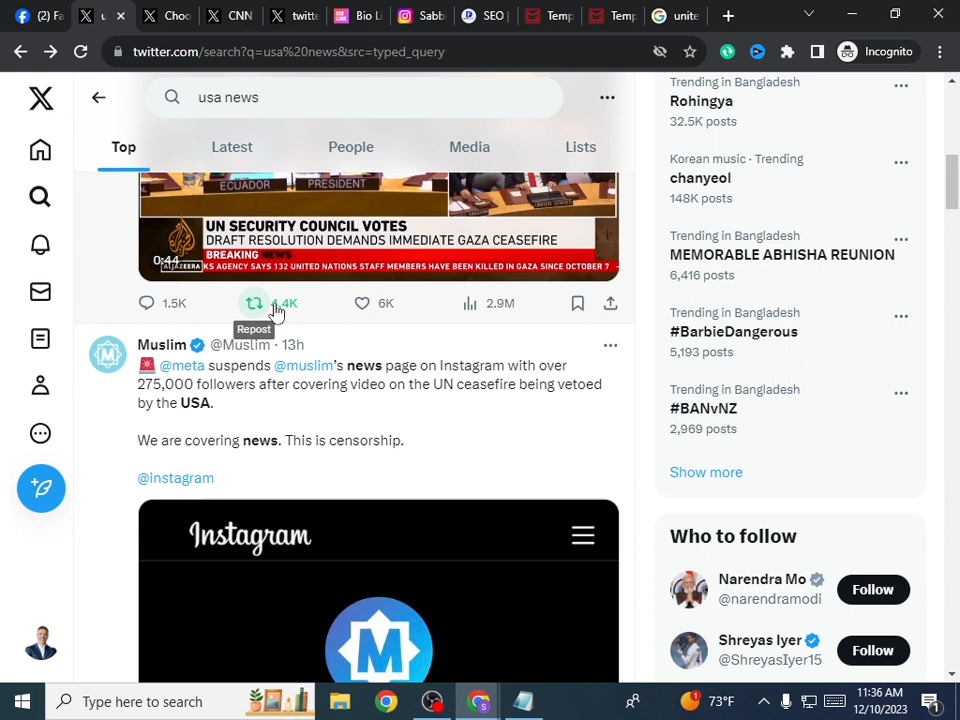 (2) Fa
u
Choo
CNN
twitte
Bio Li
Sabb
SEO |
Temp
Temp
unite
twitter.com/search?q=usa%20news&src=typed_query
Incognito
usa news
Top
Latest
People
Media
Lists
ECUADOR
PRESIDENT
UN SECURITY COUNCIL VOTES
DRAFT RESOLUTION DEMANDS IMMEDIATE GAZA CEASEFIRE
BREAKING NEWS
0:44
ALJAZEERA
KS AGENCY SAYS 132 UNITED NATIONS STAFF MEMBERS HAVE BEEN KILLED IN GAZA SINCE OCTOBER 7
1.5K
4.4K
6K
2.9M
Repost
Muslim @Muslim · 13h
🚨 @meta suspends @muslim's news page on Instagram with over
275,000 followers after covering video on the UN ceasefire being vetoed
by the USA.
We are covering news. This is censorship.
@instagram
Instagram
M
Trending in Bangladesh
Rohingya
32.5K posts
Korean music · Trending
chanyeol
148K posts
Trending in Bangladesh
MEMORABLE ABHISHA REUNION
6,416 posts
Trending in Bangladesh
#BarbieDangerous
5,193 posts
Trending in Bangladesh
#BANvNZ
2,969 posts
Show more
Who to follow
Narendra Mo
@narendramodi
Follow
Shreyas Iyer
@ShreyasIyer15
Follow
Type here to search
73°F
11:36 AM
12/10/2023
1